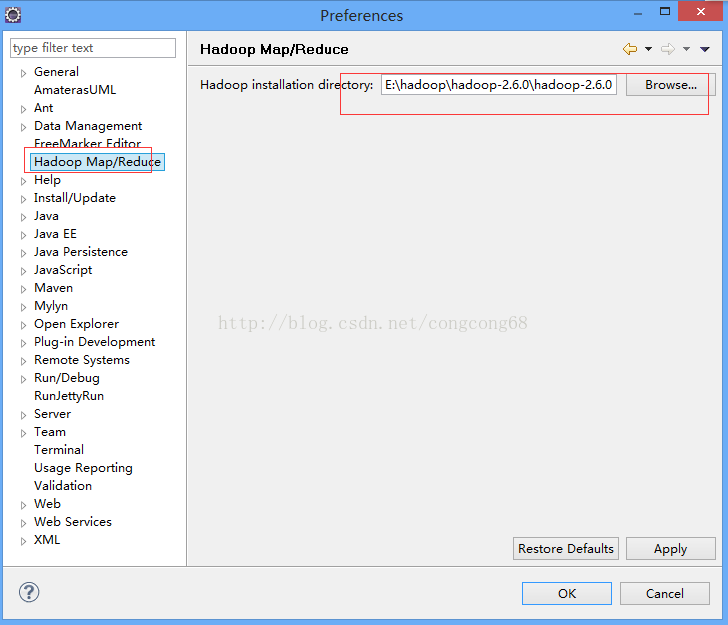 Preferences
type filter text
General
AmaterasUML
Ant
Data Management
FreeMarker Editor
Hadoop Map/Reduce
Help
Install/Update
Java
Java EE
Java Persistence
JavaScript
Maven
Mylyn
Open Explorer
Plug-in Development
Remote Systems
Run/Debug
RunJettyRun
Server
Team
Terminal
Usage Reporting
Validation
Web
Web Services
XML
Hadoop Map/Reduce
Hadoop installation directory: E:\hadoop\hadoop-2.6.0\hadoop-2.6.0 Browse...
http://blog.csdn.net/congcong68
Restore Defaults Apply
? OK Cancel